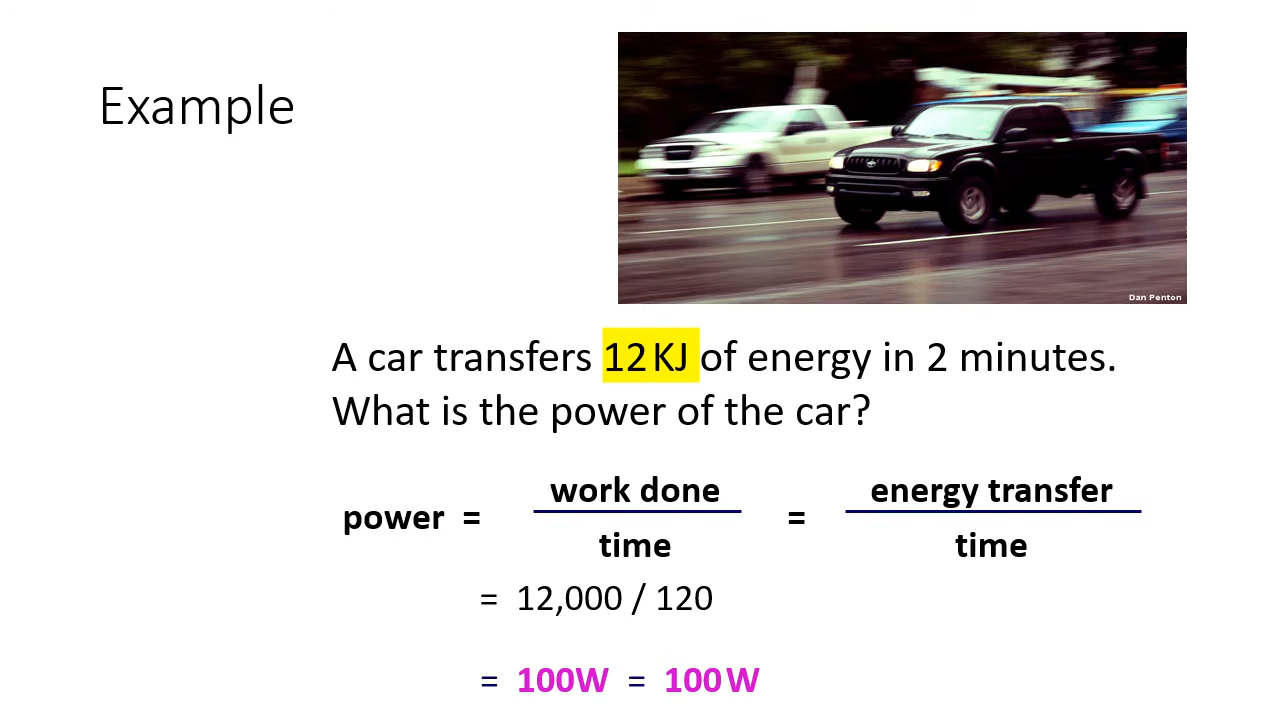 Example
Dan Penton
A car transfers 12 KJ of energy in 2 minutes.
What is the power of the car?
power = work done / time = energy transfer / time
= 12,000 / 120
= 100W = 100 W